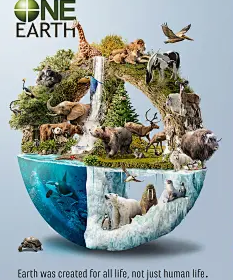 ONE
EARTH
Earth was created for all life, not just human life.